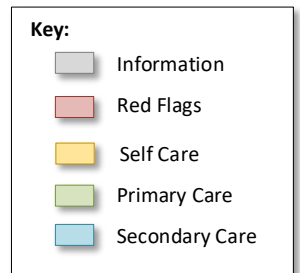 Key:
Information
Red Flags
Self Care
Primary Care
Secondary Care